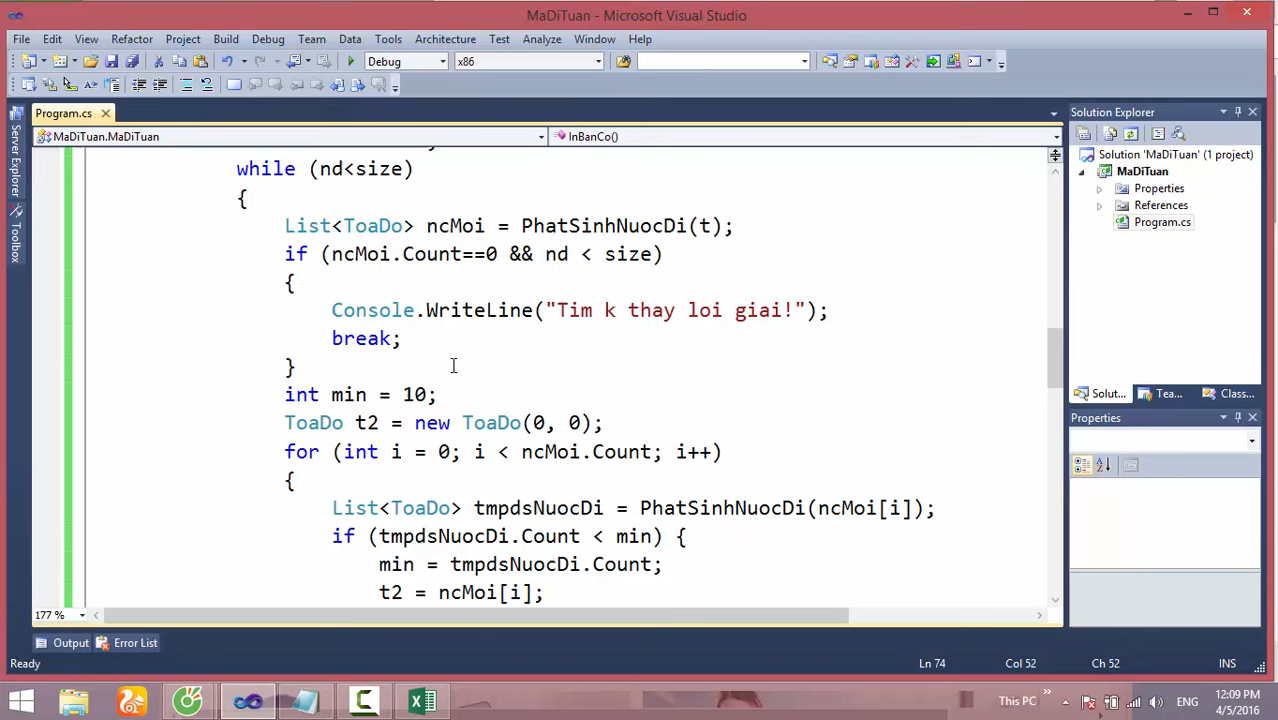 MaDiTuan - Microsoft Visual Studio
File Edit View Refactor Project Build Debug Team Data Tools Architecture Test Analyze Window Help
Debug x86
Program.cs
MaDiTuan.MaDiTuan InBanCo()
while (nd<size)
{
List<ToaDo> ncMoi = PhatSinhNuocDi(t);
if (ncMoi.Count==0 && nd < size)
{
Console.WriteLine("Tim k thay loi giai!");
break;
}
int min = 10;
ToaDo t2 = new ToaDo(0, 0);
for (int i = 0; i < ncMoi.Count; i++)
{
List<ToaDo> tmpdsNuocDi = PhatSinhNuocDi(ncMoi[i]);
if (tmpdsNuocDi.Count < min) {
min = tmpdsNuocDi.Count;
t2 = ncMoi[i];
177 %
Server Explorer
Toolbox
Solution Explorer
Solution 'MaDiTuan' (1 project)
MaDiTuan
Properties
References
Program.cs
Solut... Tea... Class...
Properties
Output Error List
Ready Ln 74 Col 52 Ch 52 INS
This PC ENG
12:09 PM
4/5/2016